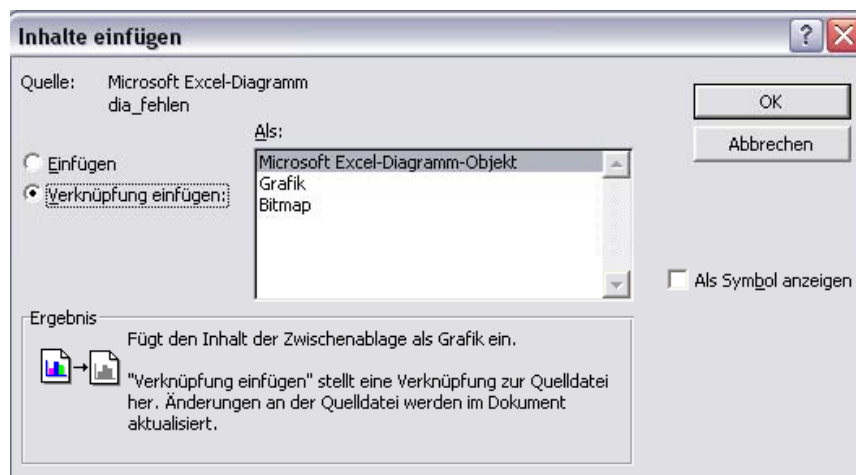 Inhalte einfügen
Quelle: Microsoft Excel-Diagramm
dia_fehlen
Als:
Einfügen
Verknüpfung einfügen:
Microsoft Excel-Diagramm-Objekt
Grafik
Bitmap
OK
Abbrechen
Als Symbol anzeigen
Ergebnis
Fügt den Inhalt der Zwischenablage als Grafik ein.
"Verknüpfung einfügen" stellt eine Verknüpfung zur Quelldatei
her. Änderungen an der Quelldatei werden im Dokument
aktualisiert.